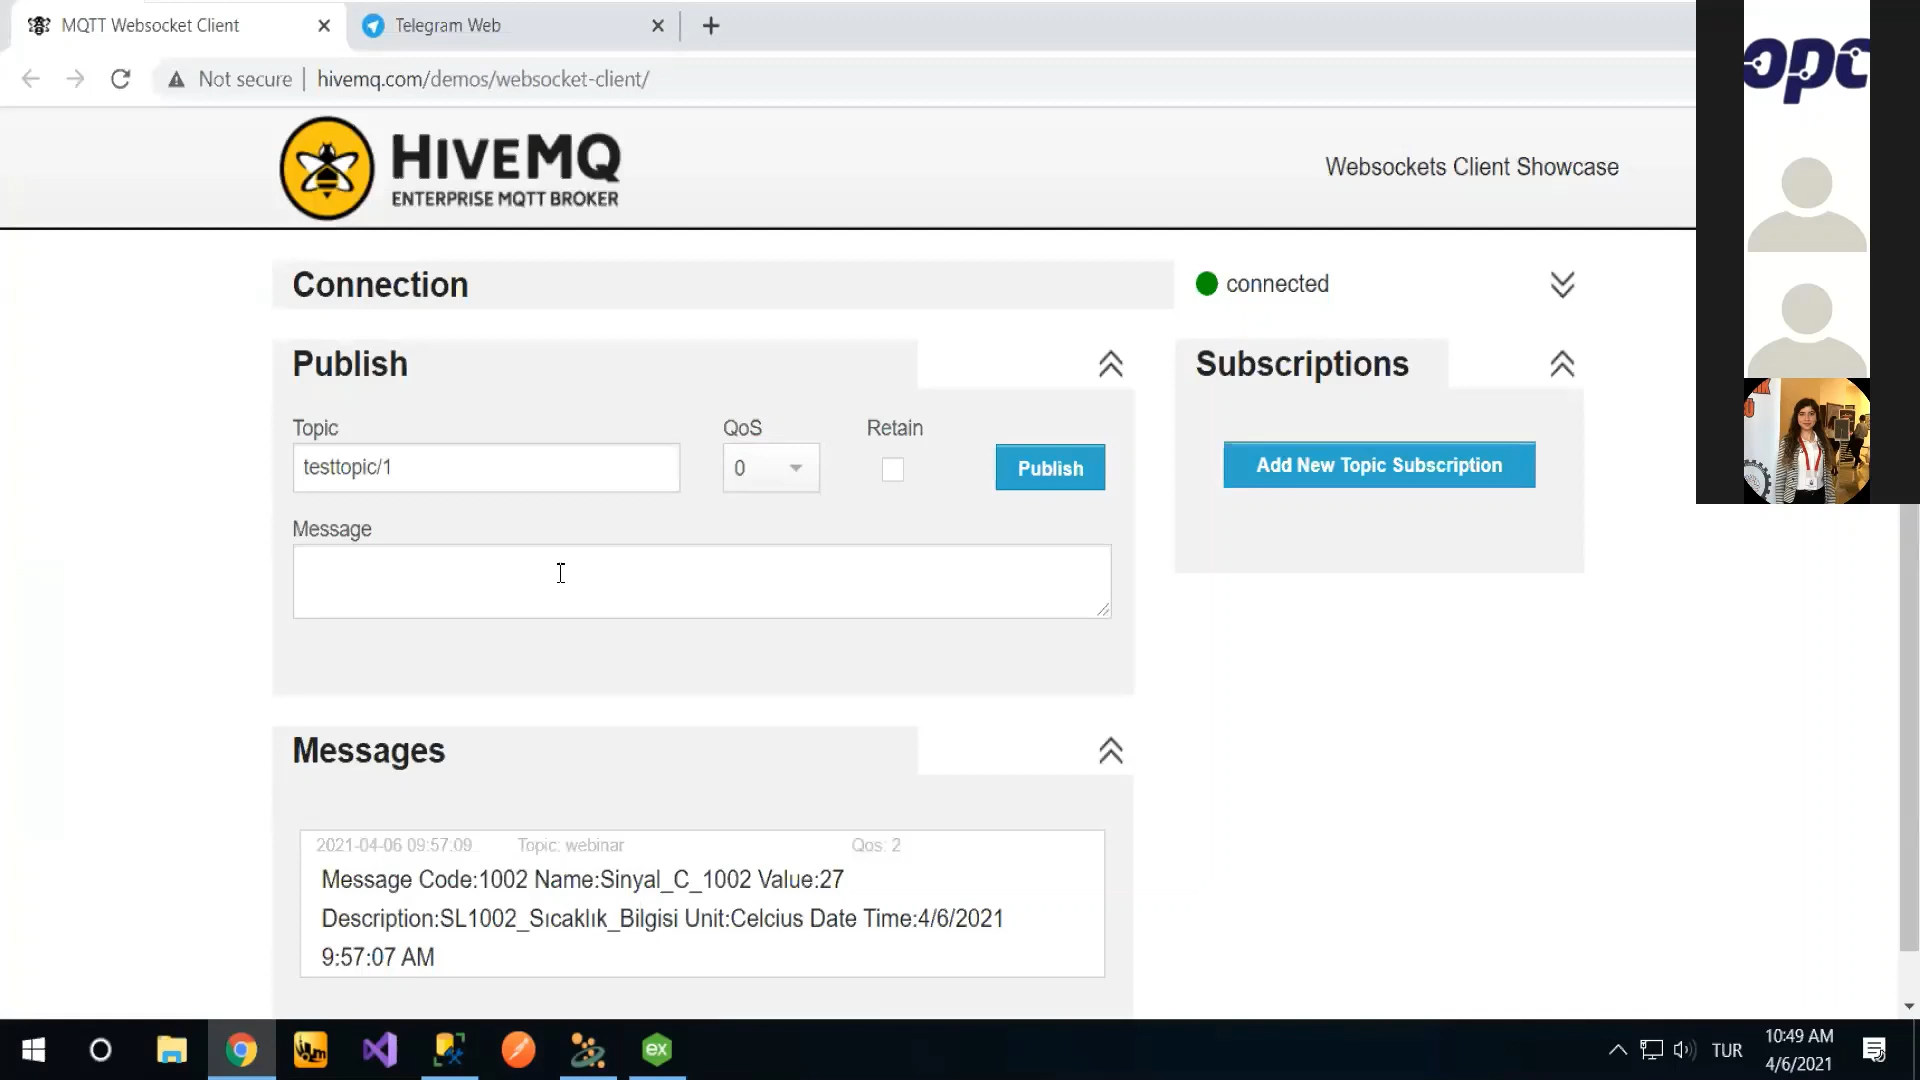 MQTT Websocket Client
Telegram Web
Not secure
hivemq.com/demos/websocket-client/
opc
HIVEMQ
ENTERPRISE MQTT BROKER
Websockets Client Showcase
Connection
connected
Publish
Subscriptions
Topic
QoS
Retain
testtopic/1
0
Publish
Add New Topic Subscription
Message
Messages
2021-04-06 09:57:09 Topic: webinar Qos: 2
Message Code:1002 Name:Sinyal_C_1002 Value:27
Description:SL1002_Sıcaklık_Bilgisi Unit:Celcius Date Time:4/6/2021
9:57:07 AM
ex
TUR
10:49 AM
4/6/2021